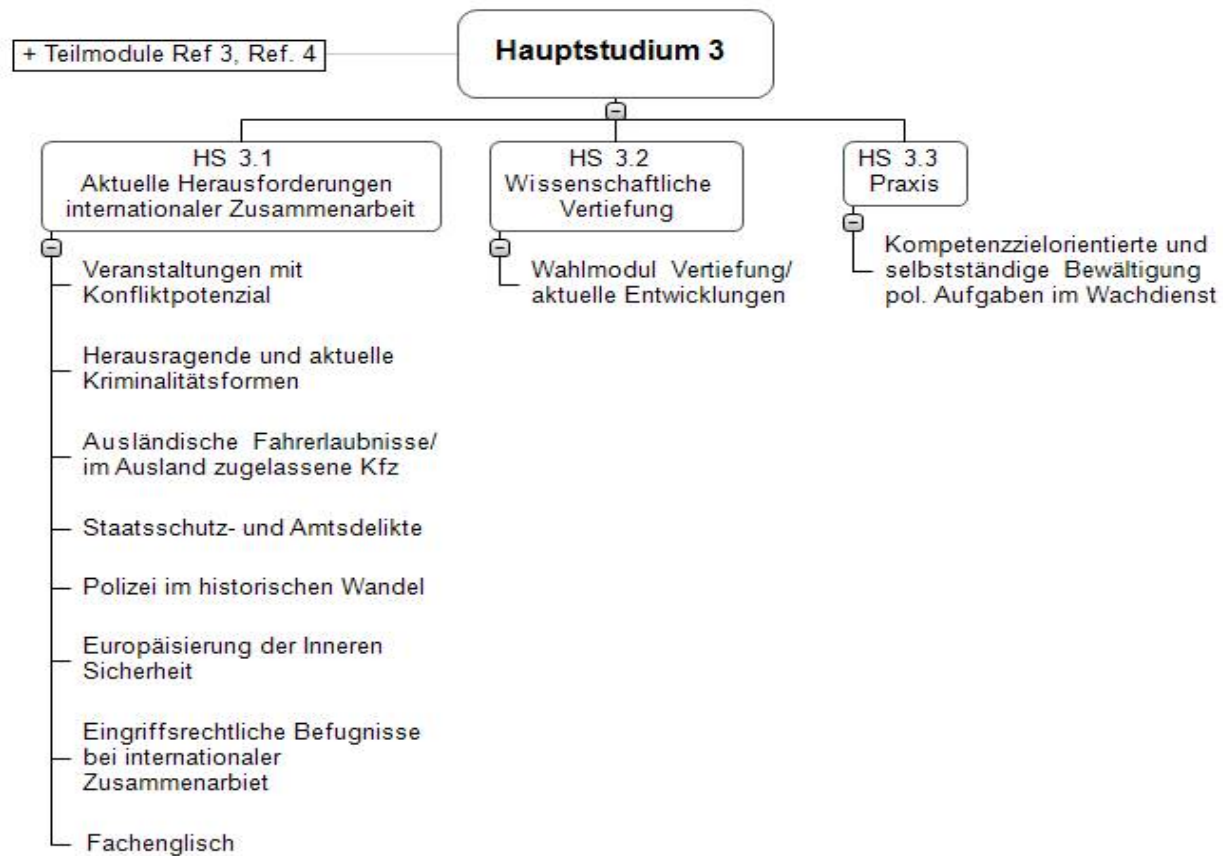 Hauptstudium 3
+ Teilmodule Ref 3, Ref. 4
HS 3.1
Aktuelle Herausforderungen
internationaler Zusammenarbeit
Veranstaltungen mit
Konfliktpotenzial
Herausragende und aktuelle
Kriminalitätsformen
Ausländische Fahrerlaubnisse/
im Ausland zugelassene Kfz
Staatsschutz- und Amtsdelikte
Polizei im historischen Wandel
Europäisierung der Inneren
Sicherheit
Eingriffsrechtliche Befugnisse
bei internationaler
Zusammenarbiet
Fachenglisch
HS 3.2
Wissenschaftliche
Vertiefung
Wahlmodul Vertiefung/
aktuelle Entwicklungen
HS 3.3
Praxis
Kompetenzzielorientierte und
selbstständige Bewältigung
pol. Aufgaben im Wachdienst